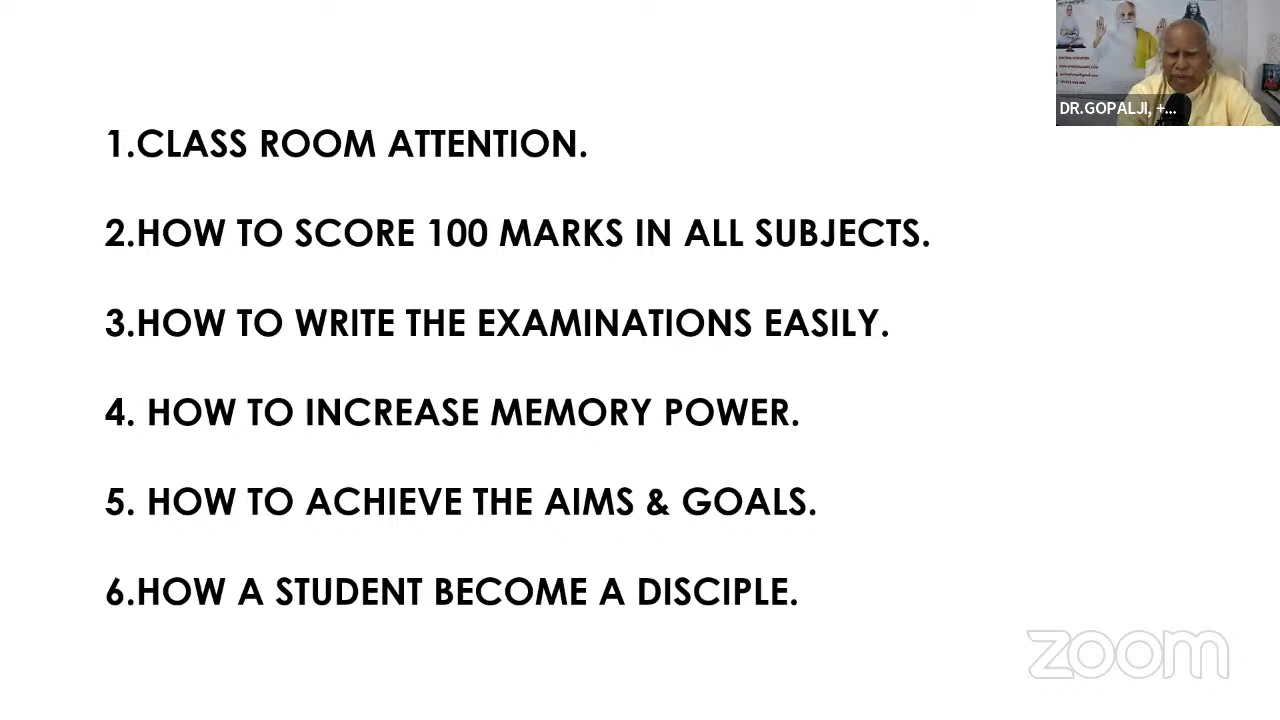 1.CLASS ROOM ATTENTION.
2.HOW TO SCORE 100 MARKS IN ALL SUBJECTS.
3.HOW TO WRITE THE EXAMINATIONS EASILY.
4. HOW TO INCREASE MEMORY POWER.
5. HOW TO ACHIEVE THE AIMS & GOALS.
6.HOW A STUDENT BECOME A DISCIPLE.
DR.GOPALJI, +...
zoom